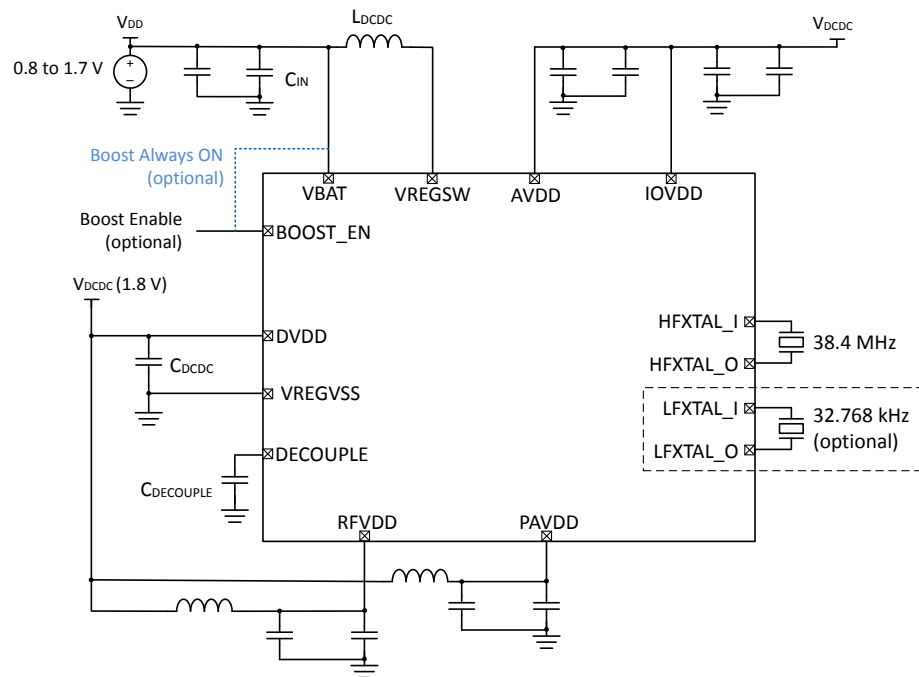 VDD
LDCDC
VDCDC
0.8 to 1.7 V
+
–
CIN
Boost Always ON
(optional)
VBAT
VREGSW
AVDD
IOVDD
Boost Enable
(optional)
BOOST_EN
VDCDC (1.8 V)
HFXTAL_I
DVDD
38.4 MHz
HFXTAL_O
CDCDC
VREGVSS
LFXTAL_I
32.768 kHz
(optional)
LFXTAL_O
DECOUPLE
CDECOUPLE
RFVDD
PAVDD